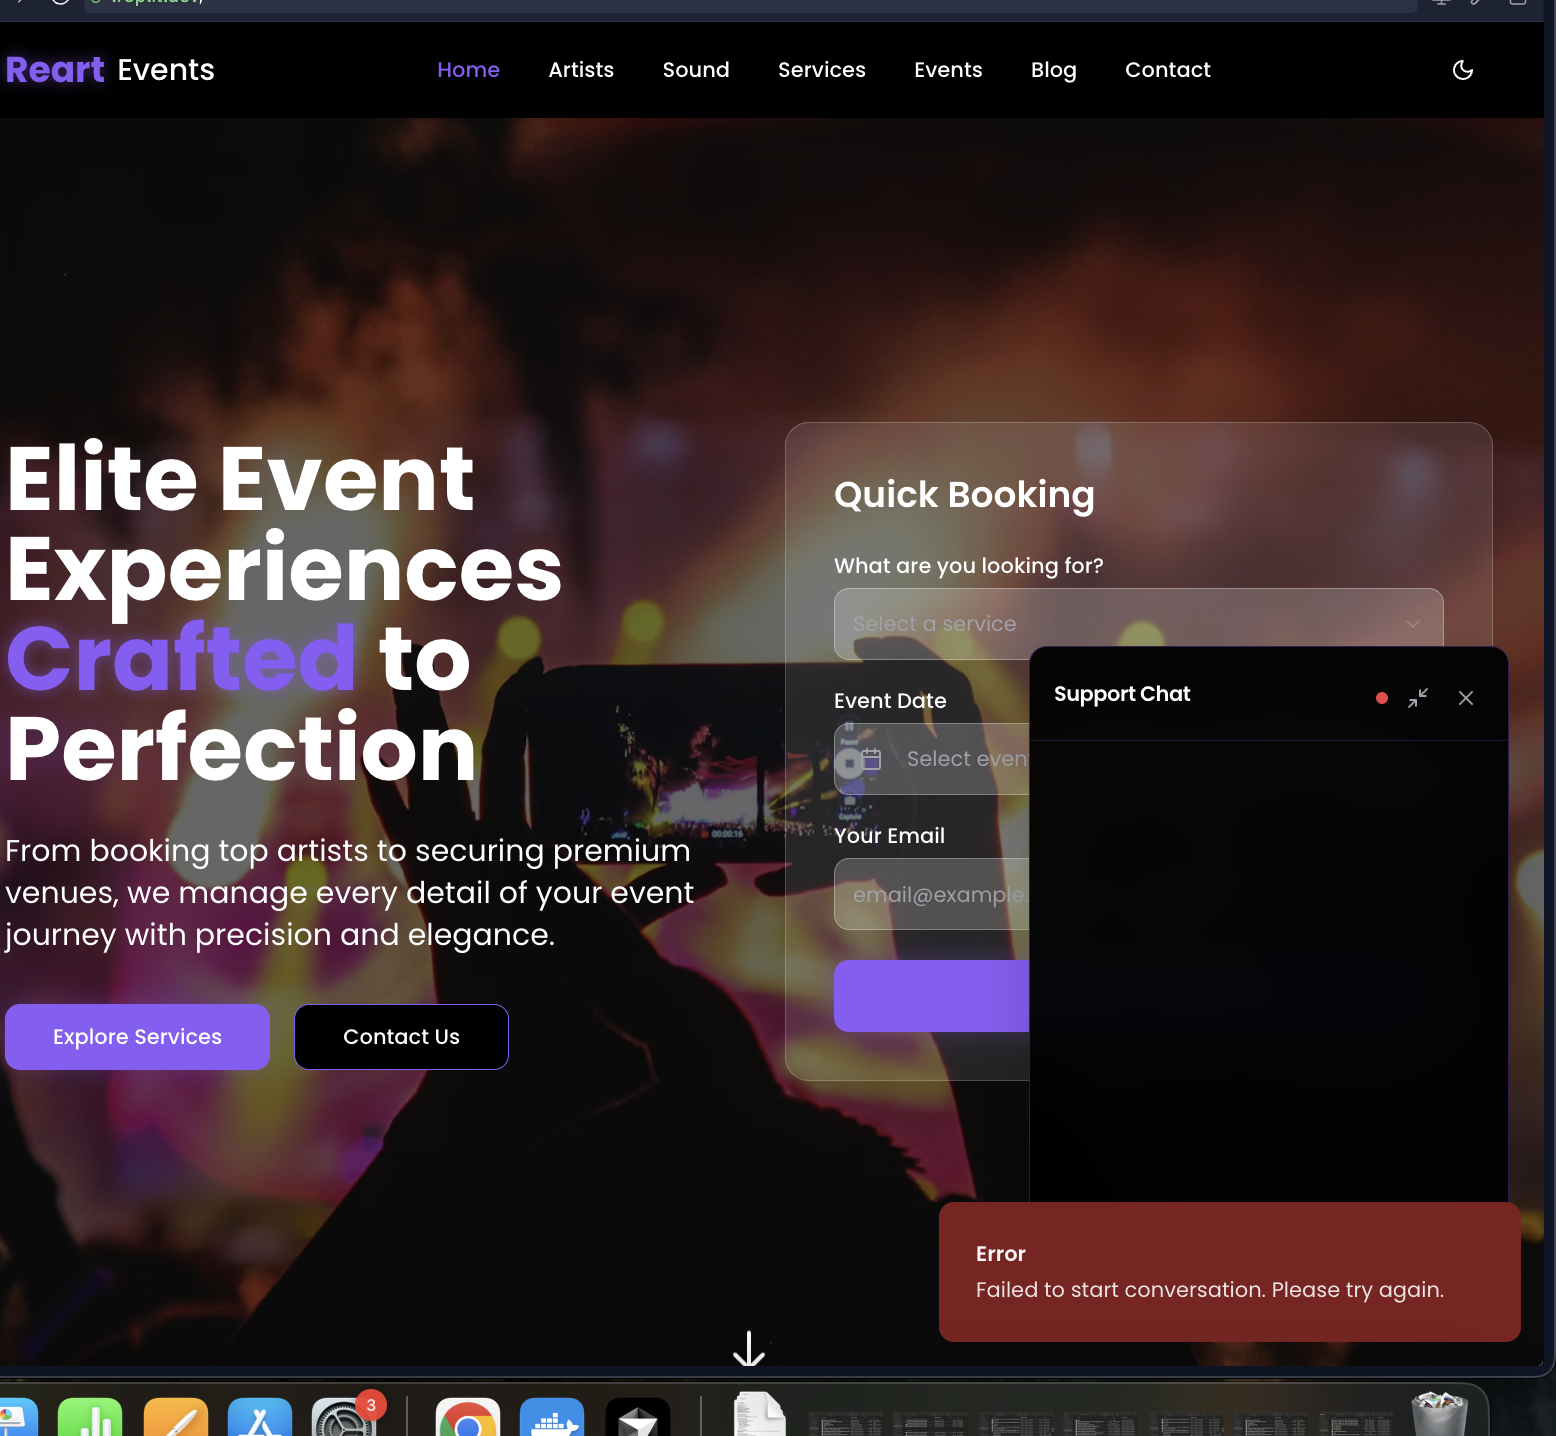 Reart Events
Home
Artists
Sound
Services
Events
Blog
Contact
Elite Event
Experiences
Crafted to
Perfection
From booking top artists to securing premium
venues, we manage every detail of your event
journey with precision and elegance.
Explore Services
Contact Us
Quick Booking
What are you looking for?
Select a service
Event Date
Select even
Your Email
email@example.
Support Chat
Error
Failed to start conversation. Please try again.
00:00:16
3